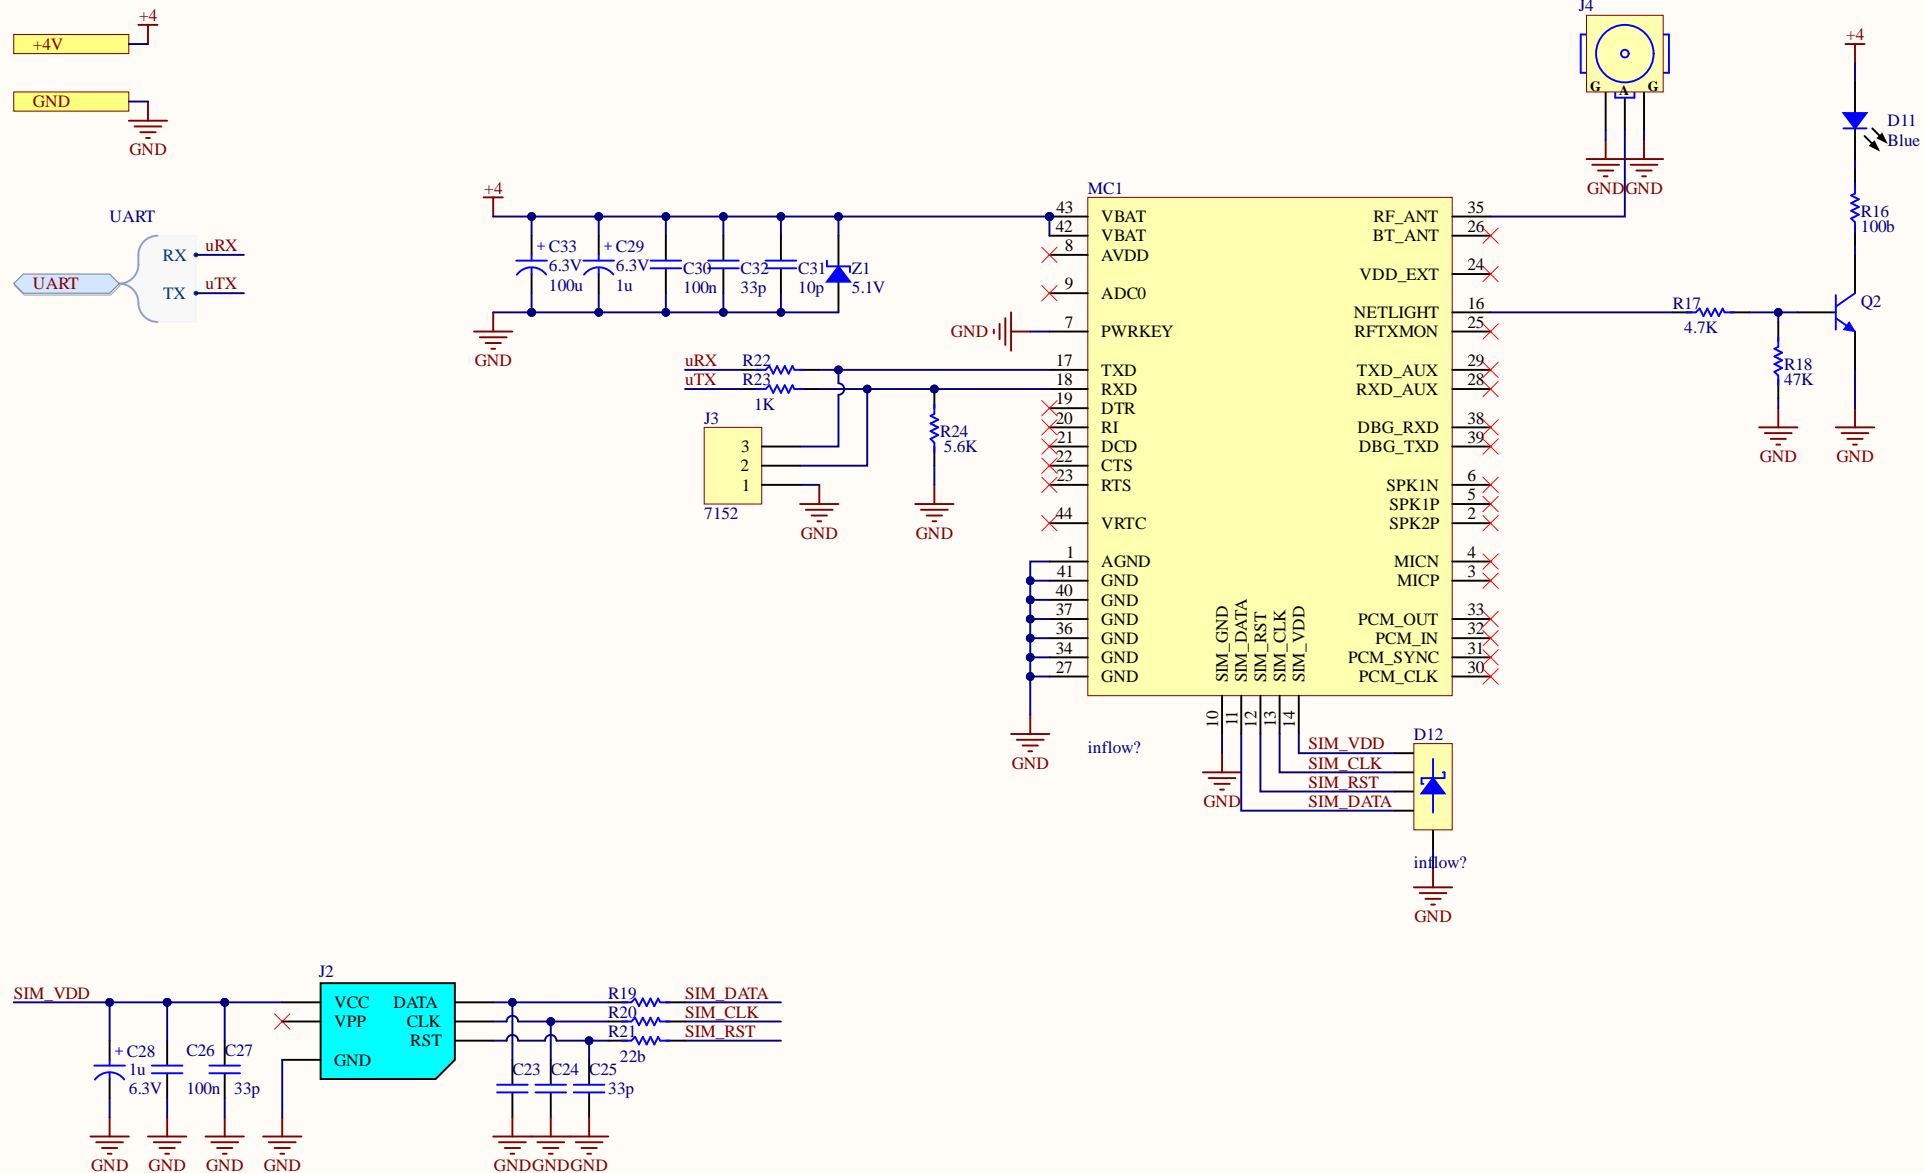 +4
+4V
GND
GND
UART
RX
uRX
UART
TX
uTX
+4
+ C33
6.3V
100u
+ C29
6.3V
1u
C30
100n
C32
33p
C31
10p
Z1
5.1V
GND
GND
uRX
R22
uTX
R23
1K
J3
3
2
1
7152
GND
R24
5.6K
GND
MC1
43
VBAT
42
VBAT
8
AVDD
9
ADC0
7
PWRKEY
17
TXD
18
RXD
19
DTR
20
RI
21
DCD
22
CTS
23
RTS
44
VRTC
1
AGND
41
GND
40
GND
37
GND
36
GND
34
GND
27
GND
GND
inflow?
RF_ANT
35
BT_ANT
26
VDD_EXT
24
NETLIGHT
16
RFTXMON
25
TXD_AUX
29
RXD_AUX
28
DBG_RXD
38
DBG_TXD
39
SPK1N
6
SPK1P
5
SPK2P
2
MICN
4
MICP
3
PCM_OUT
33
PCM_IN
32
PCM_SYNC
31
PCM_CLK
30
SIM_GND
SIM_DATA
SIM_RST
SIM_CLK
SIM_VDD
10
11
12
13
14
GND
SIM_VDD
SIM_CLK
SIM_RST
SIM_DATA
D12
inflow?
GND
J4
G
A
G
GND
GND
+4
D11
Blue
R16
100b
Q2
R17
4.7K
R18
47K
GND
GND
SIM_VDD
J2
VCC
DATA
VPP
CLK
RST
GND
R19
SIM_DATA
R20
SIM_CLK
R21
SIM_RST
22b
+ C28
1u
6.3V
C26
100n
C27
33p
C23
C24
C25
33p
GND
GND
GND
GND
GND
GND
GND